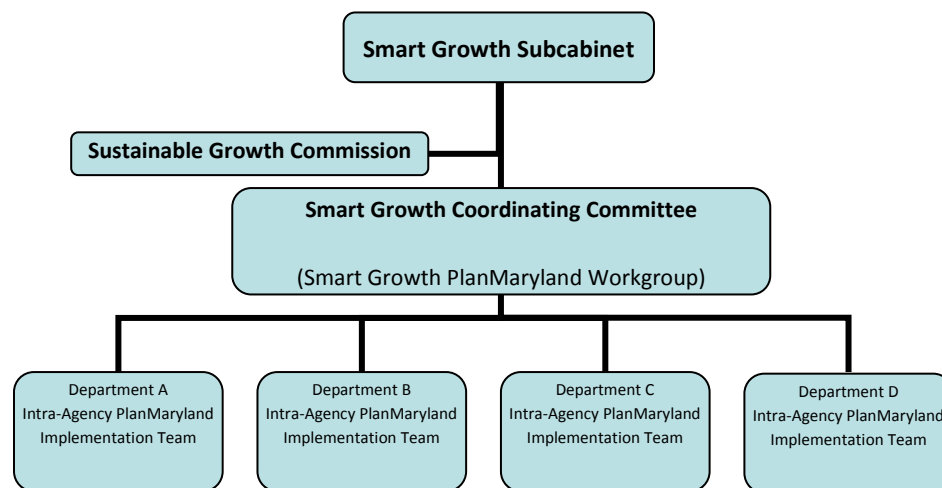 Smart Growth Subcabinet
Sustainable Growth Commission
Smart Growth Coordinating Committee
(Smart Growth PlanMaryland Workgroup)
Department A
Intra-Agency PlanMaryland
Implementation Team
Department B
Intra-Agency PlanMaryland
Implementation Team
Department C
Intra-Agency PlanMaryland
Implementation Team
Department D
Intra-Agency PlanMaryland
Implementation Team